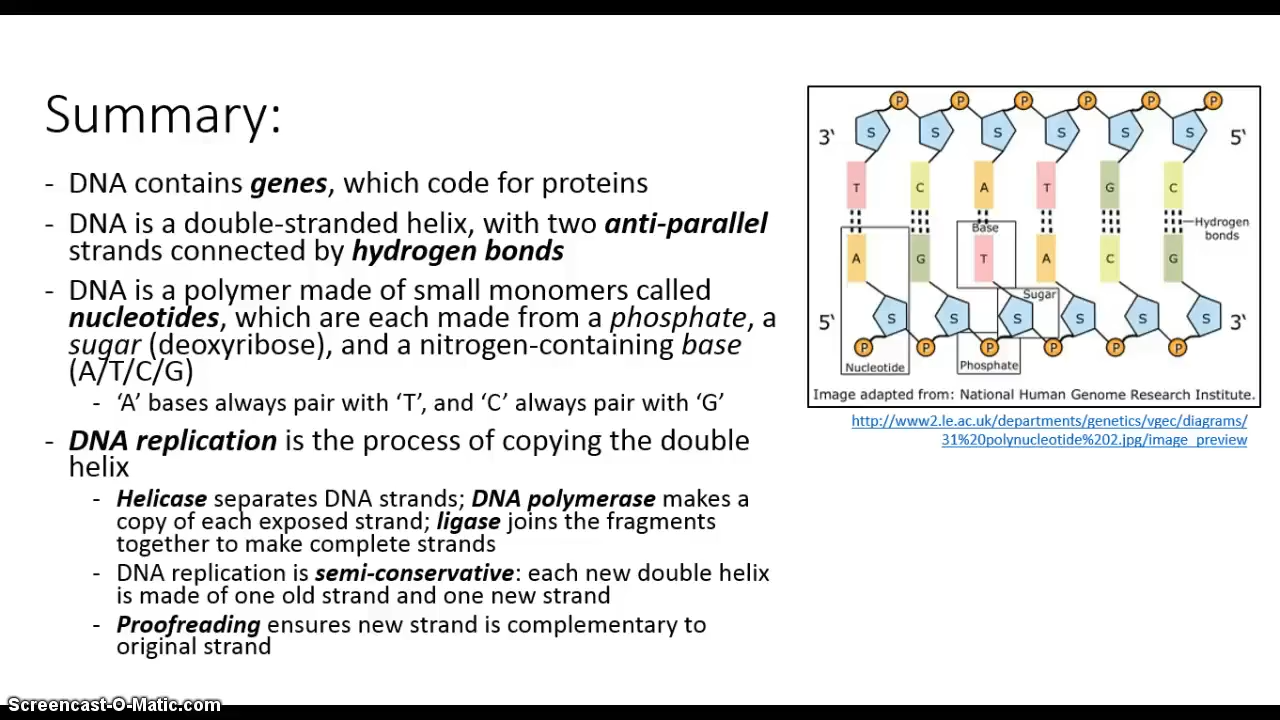 Summary:
- DNA contains genes, which code for proteins
- DNA is a double-stranded helix, with two anti-parallel
strands connected by hydrogen bonds
- DNA is a polymer made of small monomers called
nucleotides, which are each made from a phosphate, a
sugar (deoxyribose), and a nitrogen-containing base
(A/T/C/G)
- ‘A’ bases always pair with ‘T’, and ‘C’ always pair with ‘G’
- DNA replication is the process of copying the double
helix
- Helicase separates DNA strands; DNA polymerase makes a
copy of each exposed strand; ligase joins the fragments
together to make complete strands
- DNA replication is semi-conservative: each new double helix
is made of one old strand and one new strand
- Proofreading ensures new strand is complementary to
original strand
P P P P P P
3‘ S S S S S S 5‘
T C A T G C
Hydrogen
bonds
Base
A G T A C G
Sugar
5‘ S S S S S S 3‘
P P P P P P
Nucleotide Phosphate
Image adapted from: National Human Genome Research Institute.
http://www2.le.ac.uk/departments/genetics/vgec/diagrams/
31%20polynucleotide%202.jpg/image_preview
Screencast-O-Matic.com